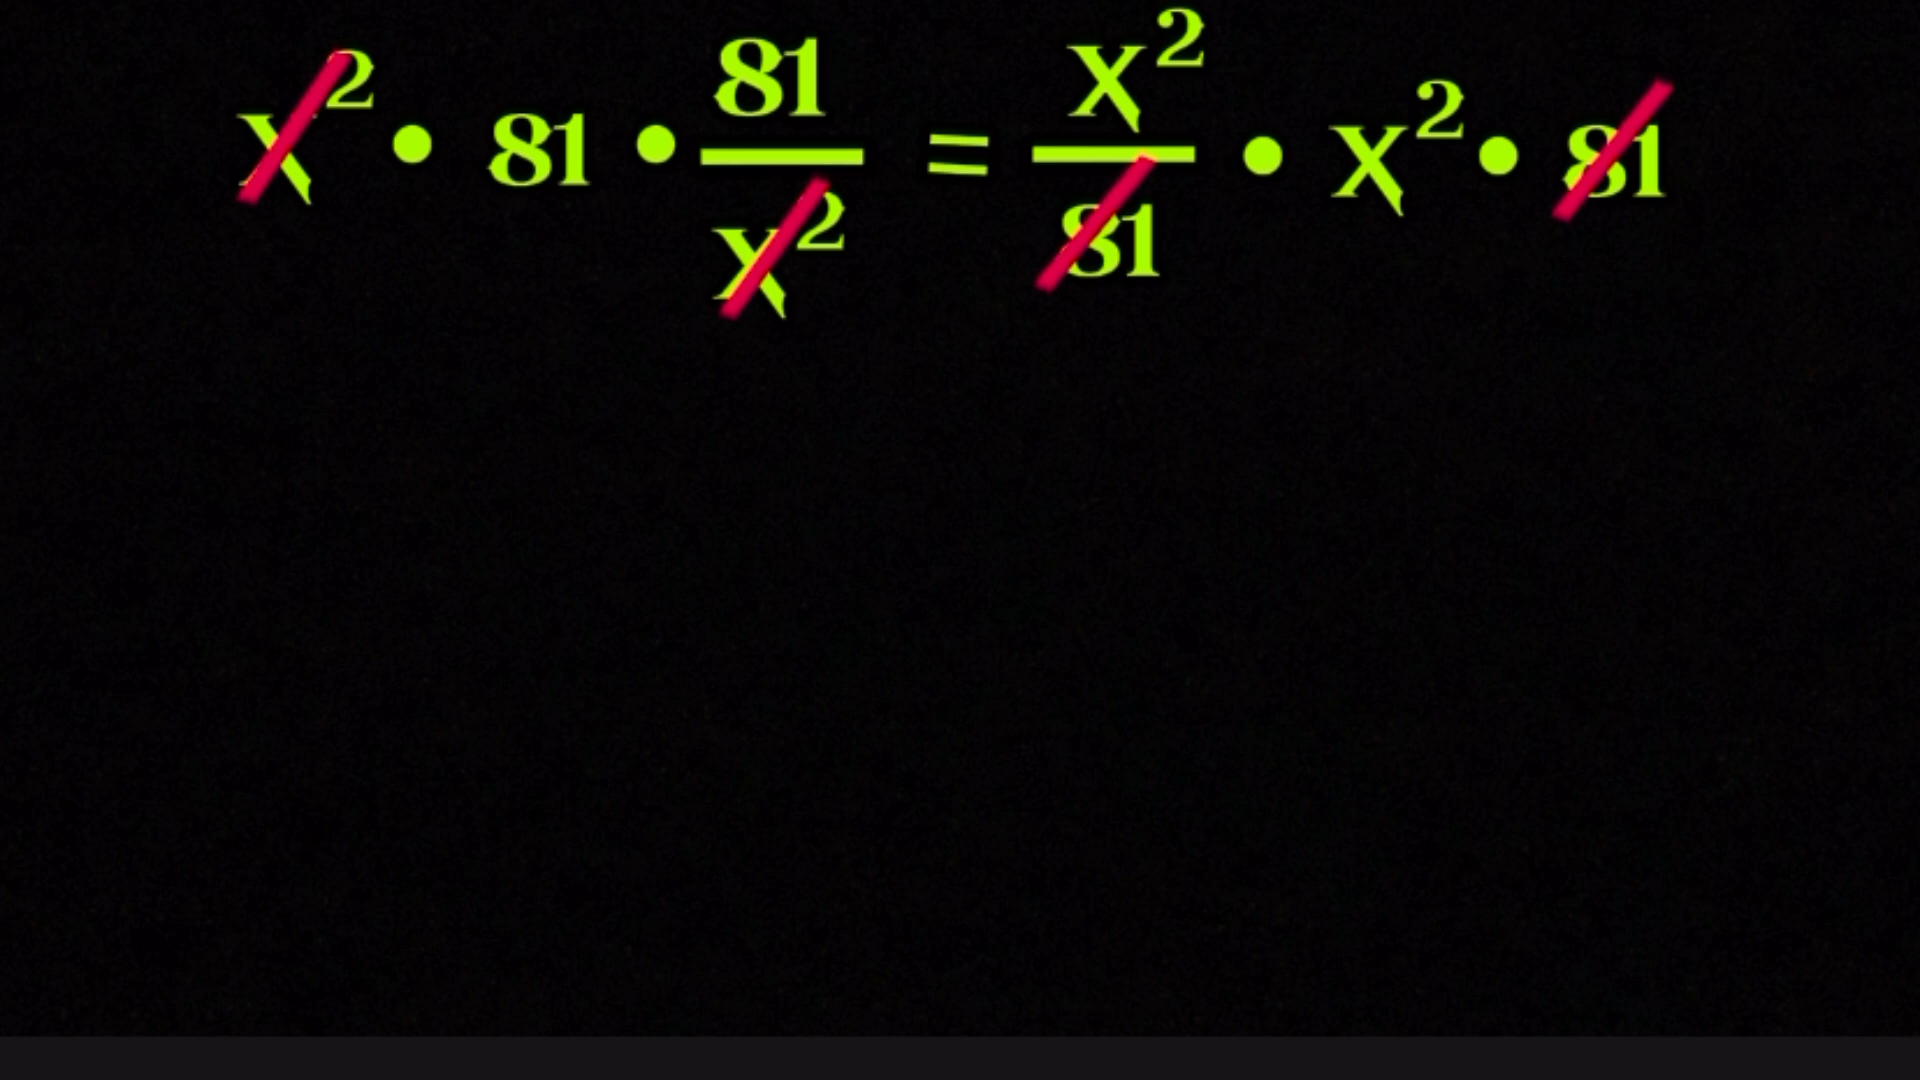 x² • 81 • 81/x² = x²/81 • x² • 81